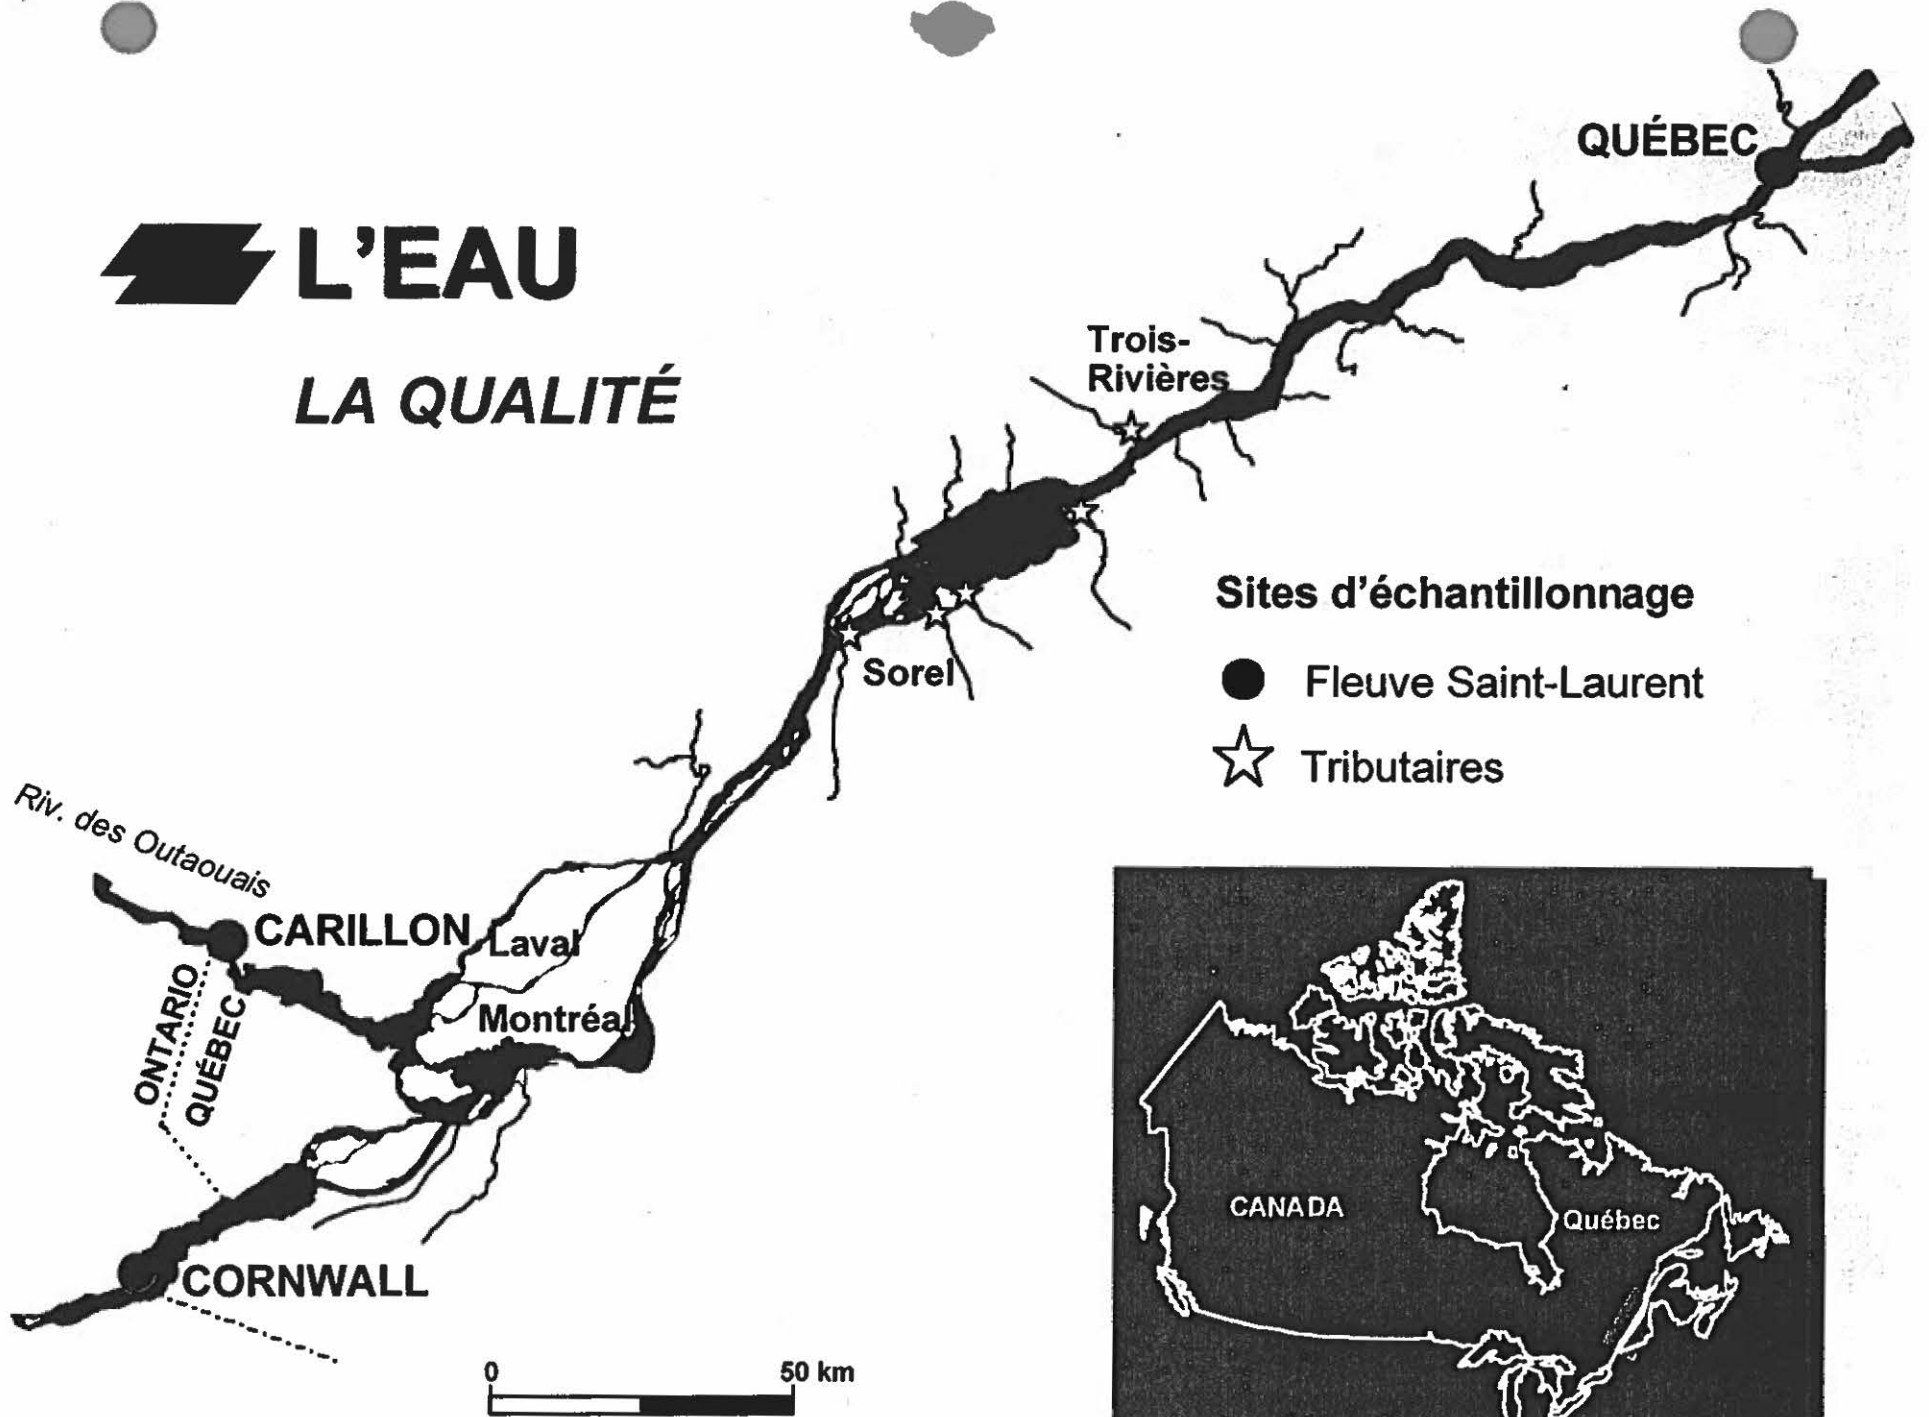 QUÉBEC
L'EAU
LA QUALITÉ
Trois-
Rivières
Sites d'échantillonnage
Fleuve Saint-Laurent
Sorel
Tributaires
Riv. des Outaouais
CARILLON
Laval
ONTARIO
QUÉBEC
Montréal
CANADA
Québec
CORNWALL
0 50 km